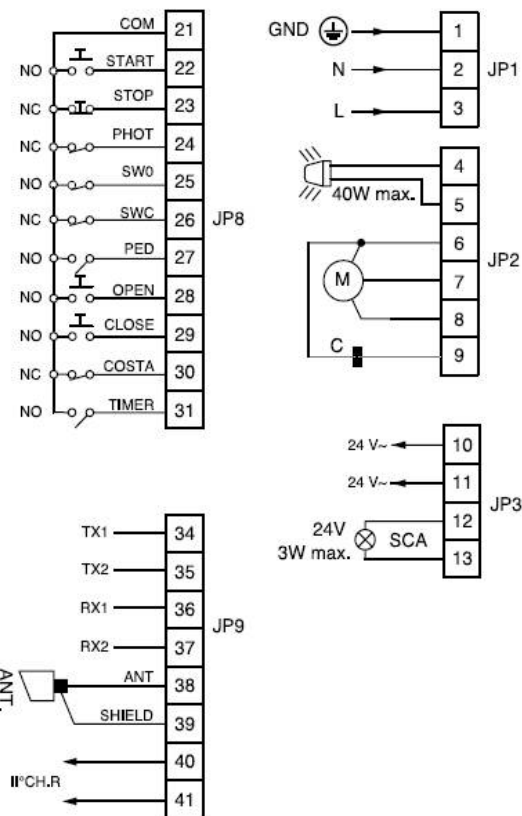 COM 21
NO START 22
NC STOP 23
NC PHOT 24
NO SW0 25
NC SWC 26
NO PED 27
NO OPEN 28
NO CLOSE 29
NC COSTA 30
NO TIMER 31
JP8
GND 1
N 2
L 3
JP1
4
40W max. 5
6
M 7
8
C 9
JP2
24 V~ 10
24 V~ 11
12
24V
3W max.
SCA
13
JP3
TX1 34
TX2 35
RX1 36
RX2 37
ANT 38
SHIELD 39
40
II°CH.R
41
JP9
ANT.